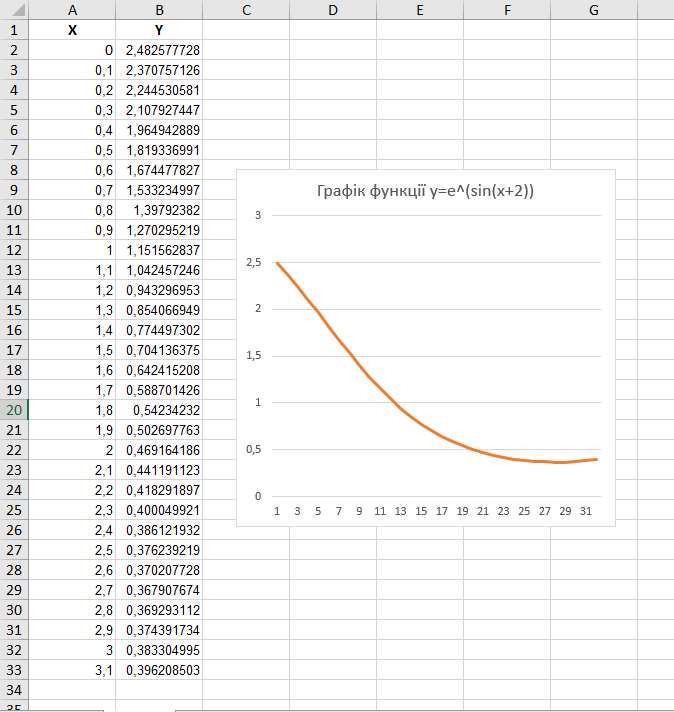 A B C D E F G
1 X Y
2 0 2,482577728
3 0,1 2,370757126
4 0,2 2,244530581
5 0,3 2,107927447
6 0,4 1,964942889
7 0,5 1,819336991
8 0,6 1,674477827
9 0,7 1,533234997
10 0,8 1,39792382
11 0,9 1,270295219
12 1 1,151562837
13 1,1 1,042457246
14 1,2 0,943296953
15 1,3 0,854066949
16 1,4 0,774497302
17 1,5 0,704136375
18 1,6 0,642415208
19 1,7 0,588701426
20 1,8 0,54234232
21 1,9 0,502697763
22 2 0,469164186
23 2,1 0,441191123
24 2,2 0,418291897
25 2,3 0,400049921
26 2,4 0,386121932
27 2,5 0,376239219
28 2,6 0,370207728
29 2,7 0,367907674
30 2,8 0,369293112
31 2,9 0,374391734
32 3 0,383304995
33 3,1 0,396208503
34
35
Графік функції y=e^(sin(x+2))
3
2,5
2
1,5
1
0,5
0
1 3 5 7 9 11 13 15 17 19 21 23 25 27 29 31